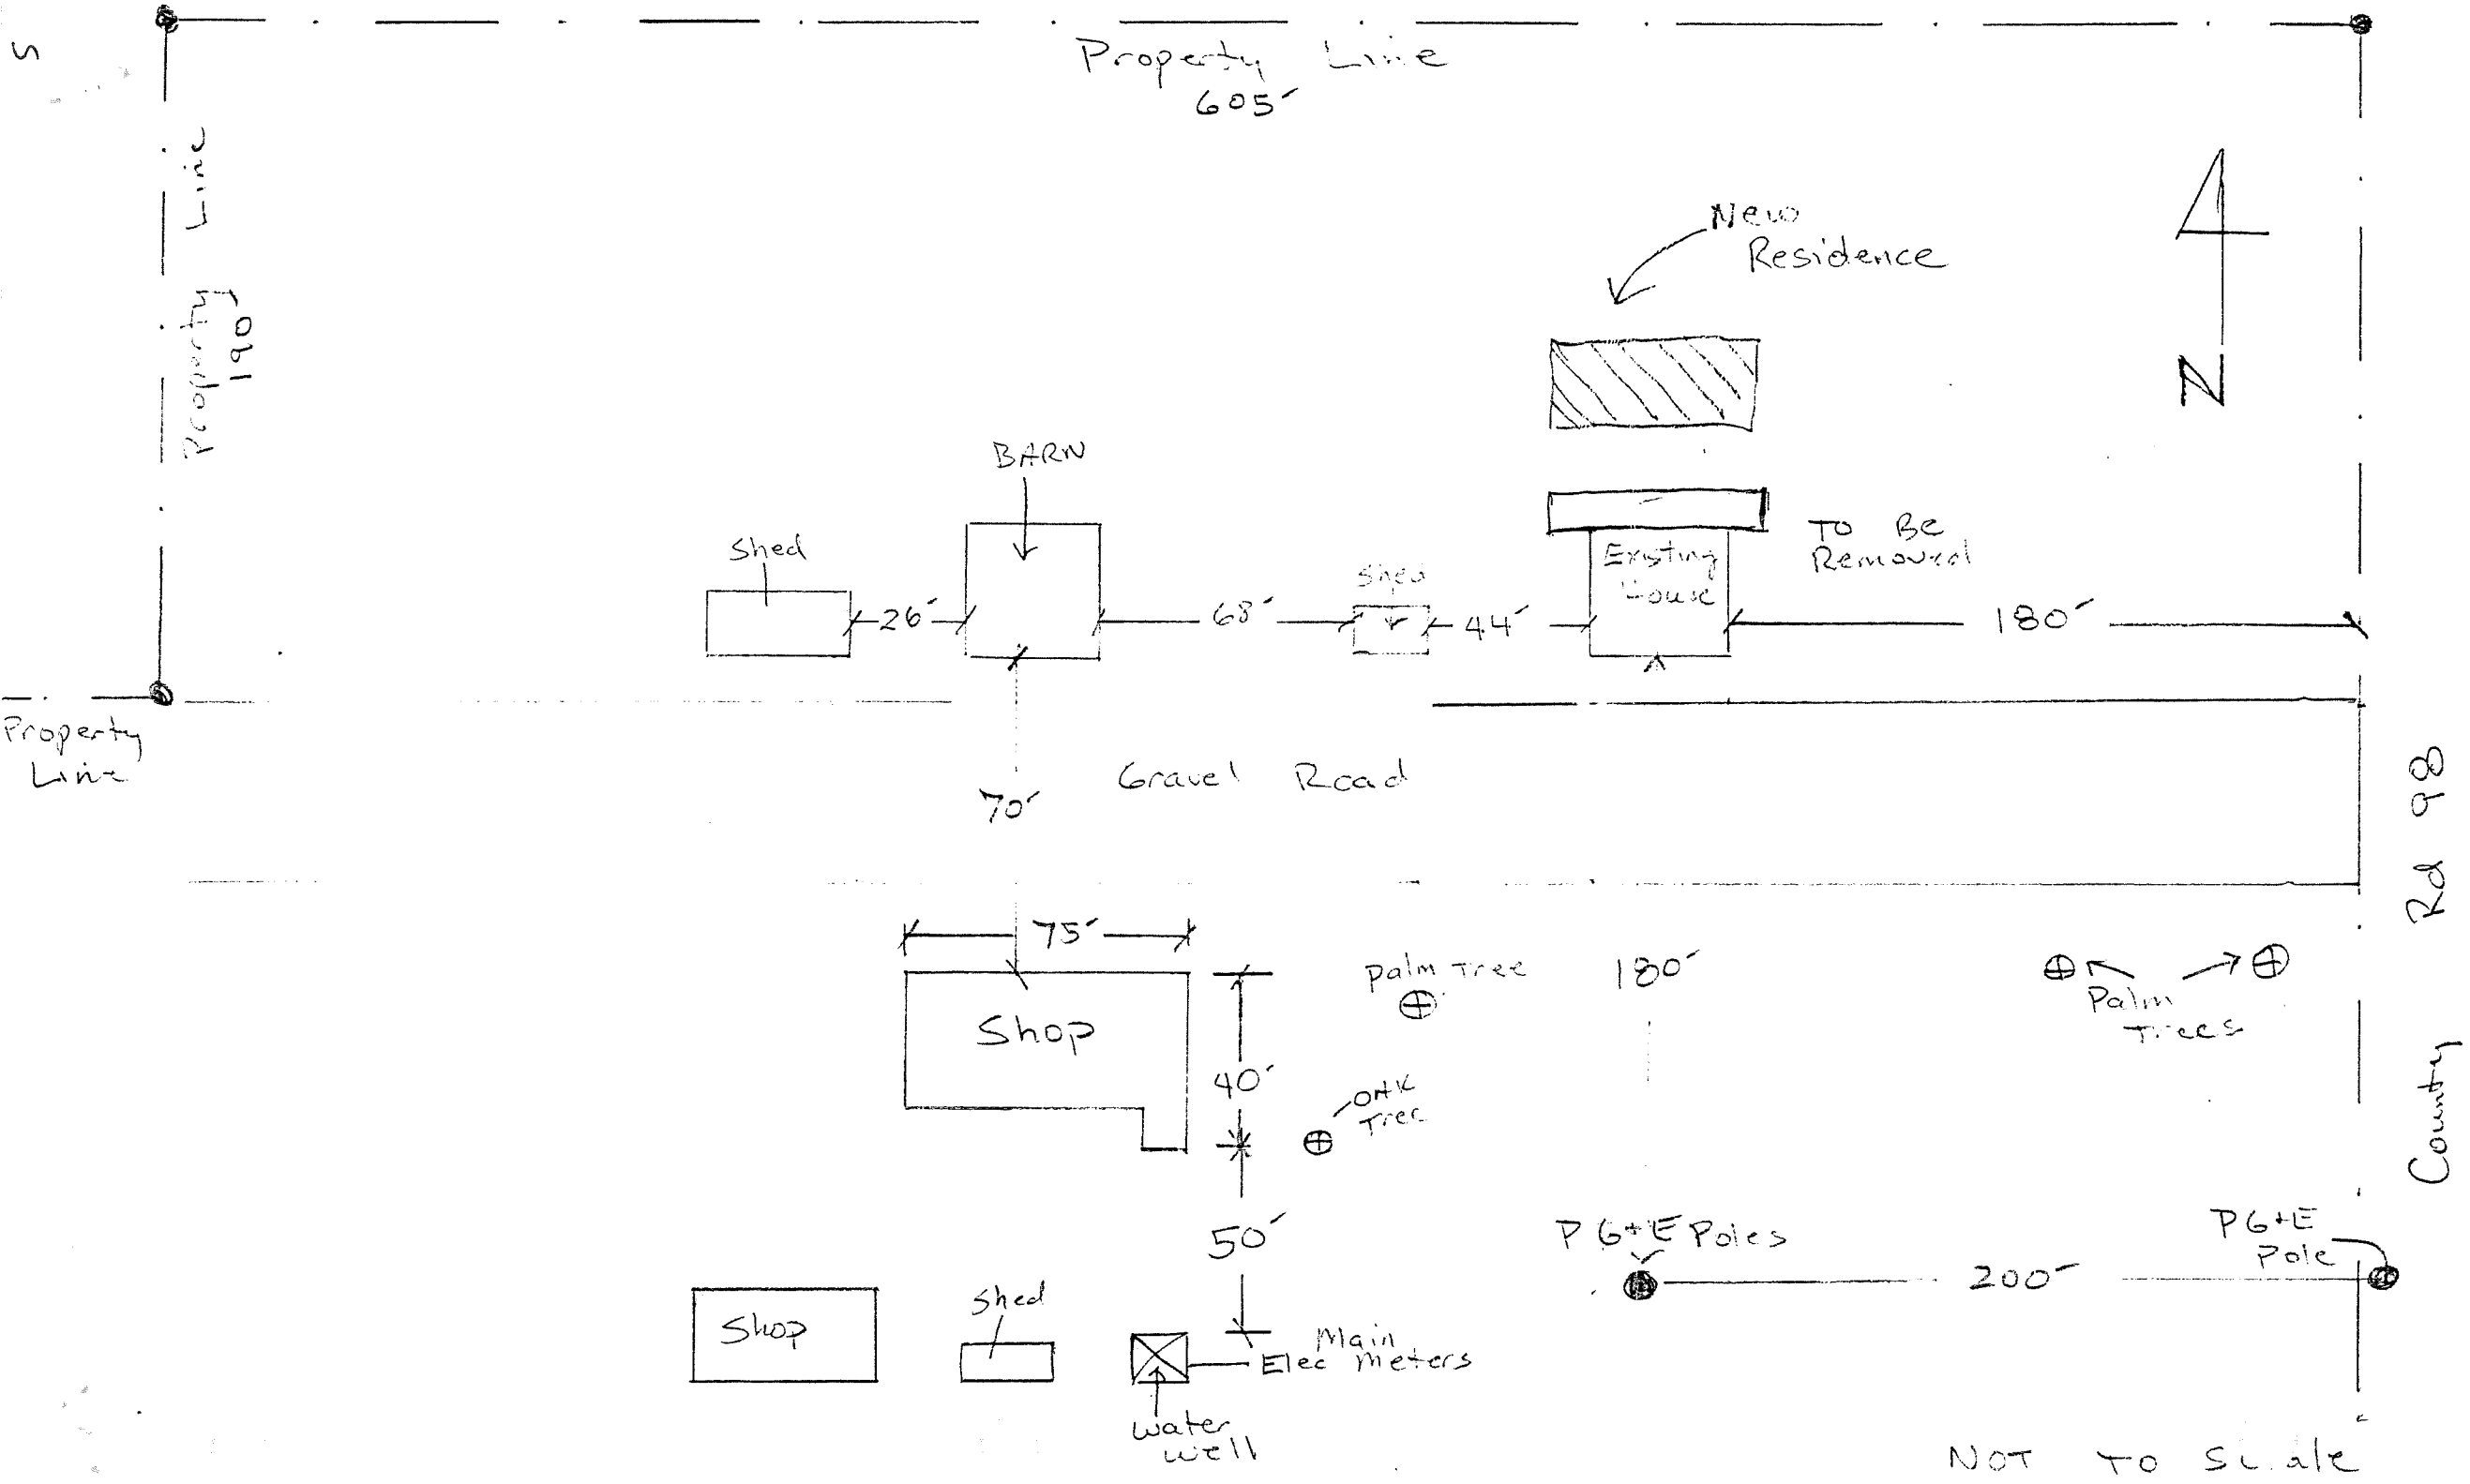 S
Property Line
605'
Property Line
190'
New
Residence
N
BARN
Shed
26'
68'
Shed
44'
Existing
House
To Be
Removed
180'
Property
Line
Gravel Road
70'
County Rd 98
75'
Shop
40'
Palm Tree
180'
Palm
Trees
OAK
Tree
50'
PG+E Poles
PG+E
Pole
200'
Shop
Shed
Main
Elec Meters
Water
Well
NOT TO Scale